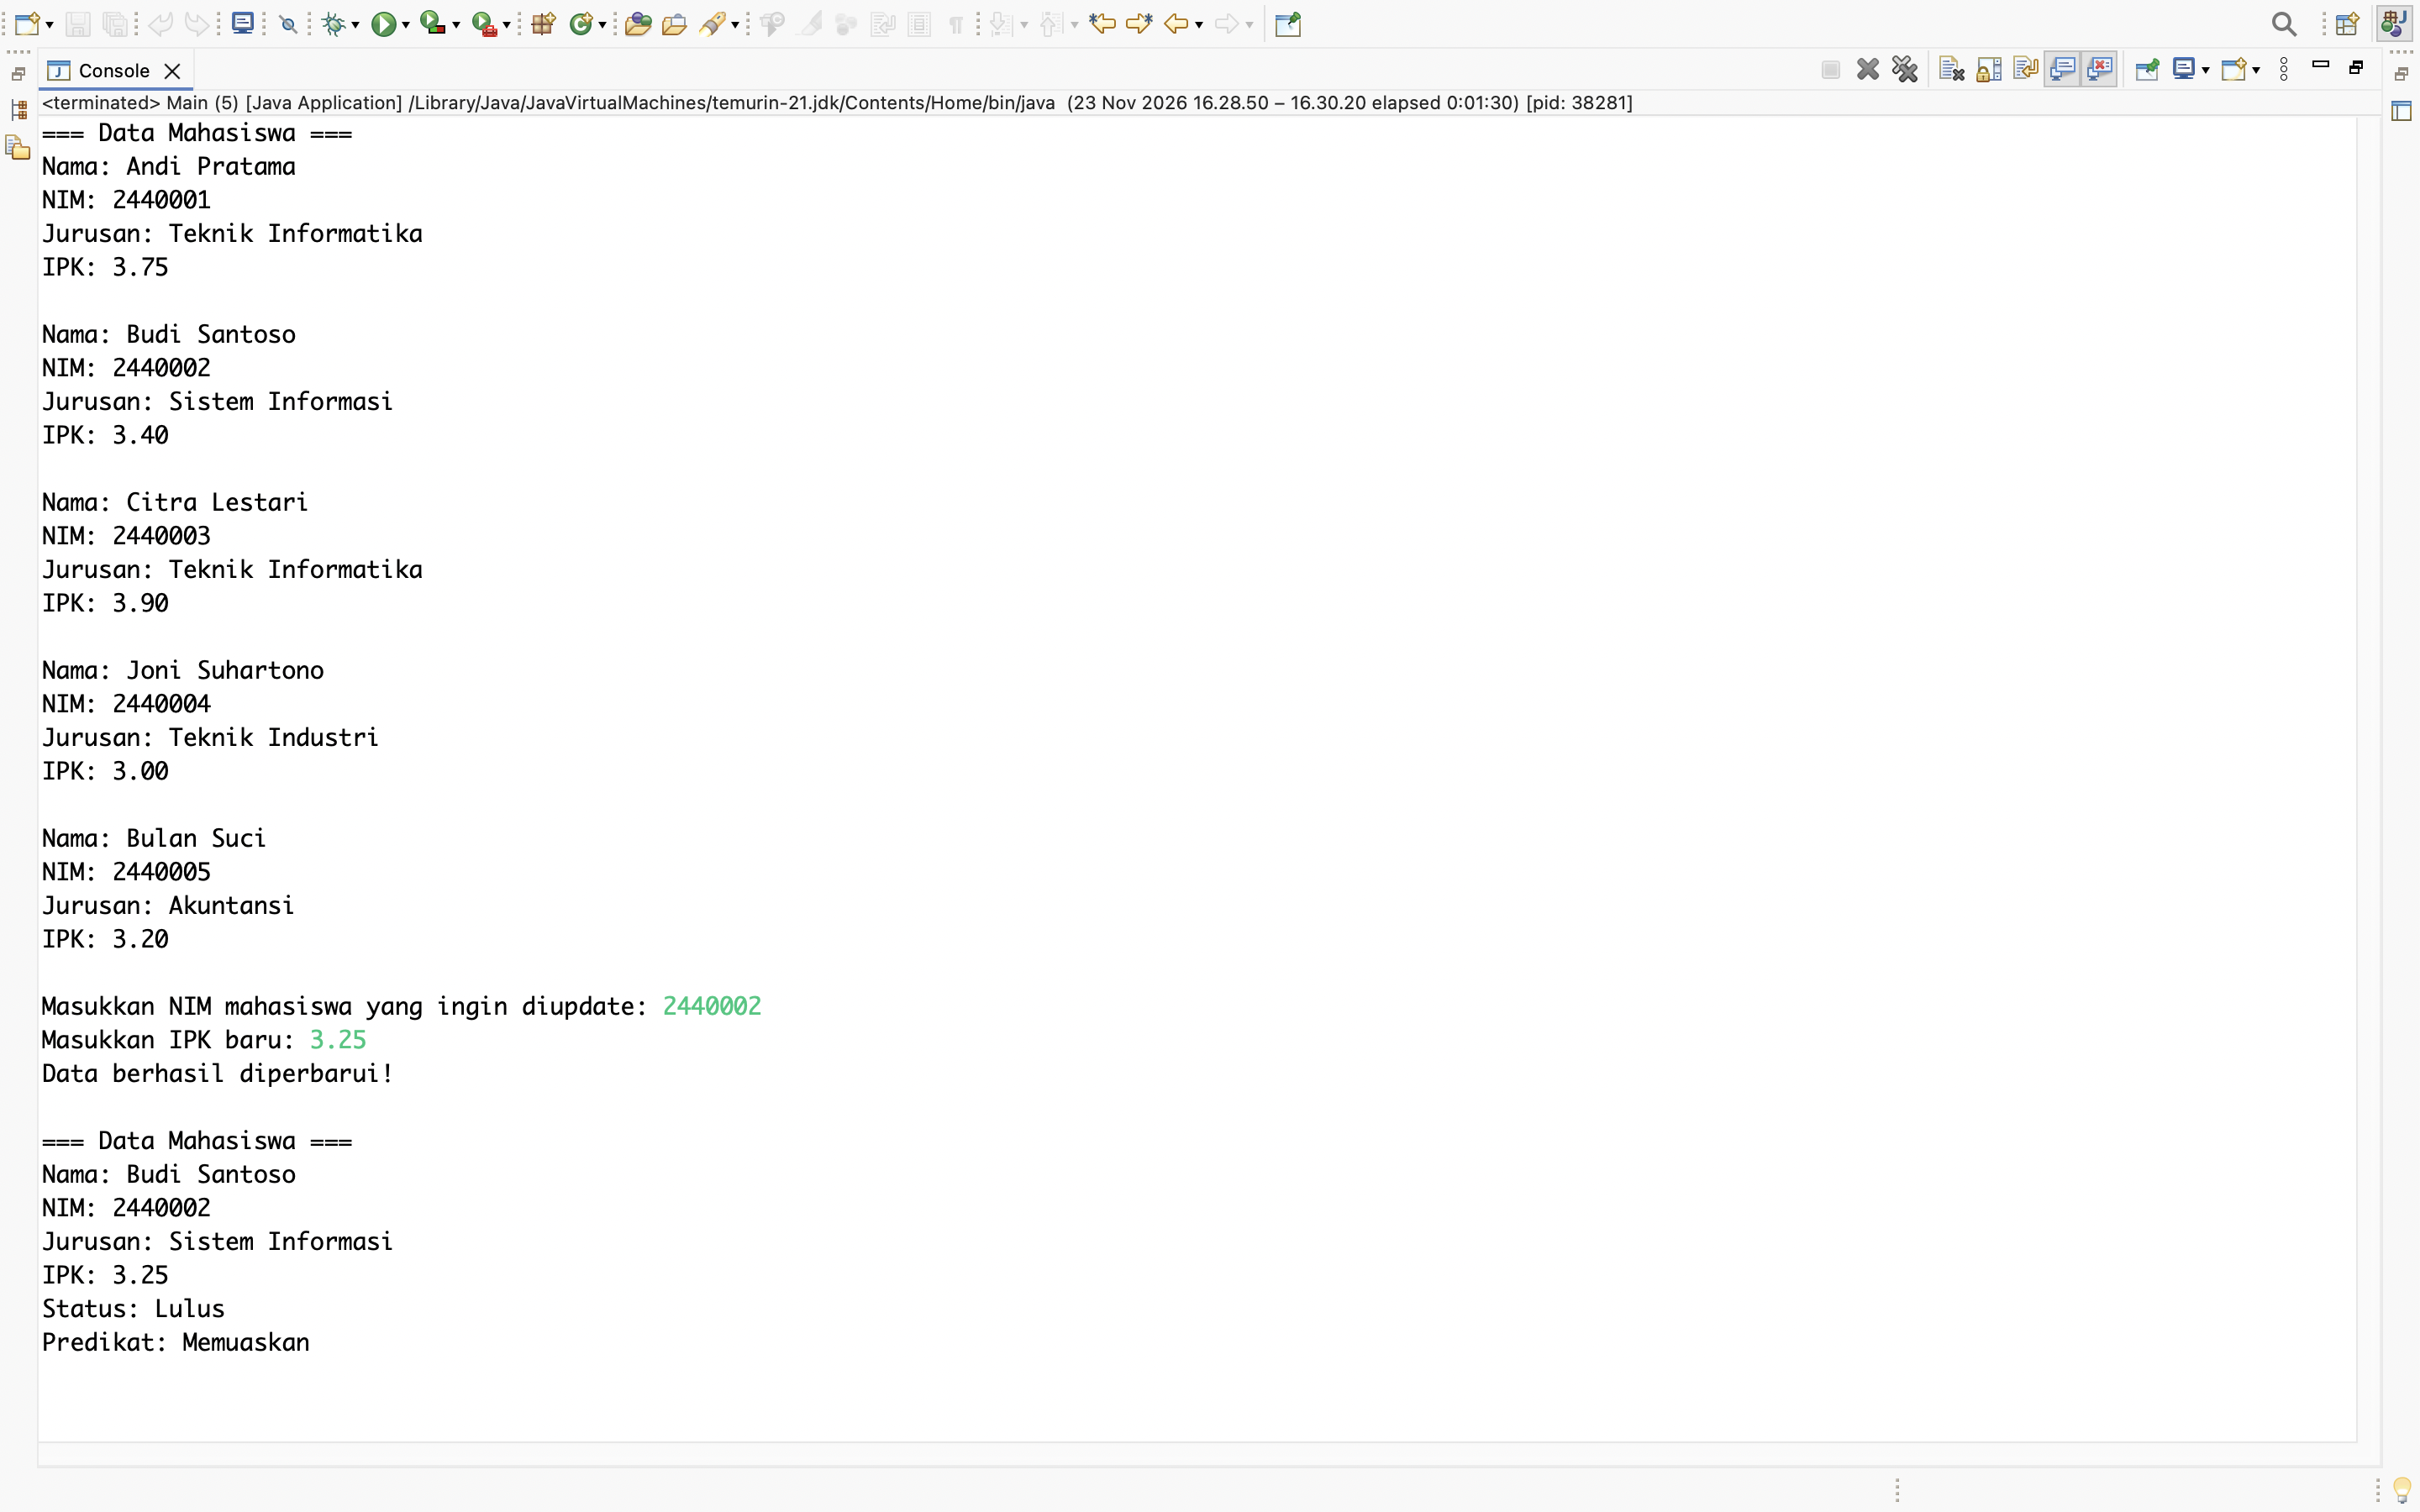 Console
<terminated> Main (5) [Java Application] /Library/Java/JavaVirtualMachines/temurin-21.jdk/Contents/Home/bin/java (23 Nov 2026 16.28.50 – 16.30.20 elapsed 0:01:30) [pid: 38281]
=== Data Mahasiswa ===
Nama: Andi Pratama
NIM: 2440001
Jurusan: Teknik Informatika
IPK: 3.75

Nama: Budi Santoso
NIM: 2440002
Jurusan: Sistem Informasi
IPK: 3.40

Nama: Citra Lestari
NIM: 2440003
Jurusan: Teknik Informatika
IPK: 3.90

Nama: Joni Suhartono
NIM: 2440004
Jurusan: Teknik Industri
IPK: 3.00

Nama: Bulan Suci
NIM: 2440005
Jurusan: Akuntansi
IPK: 3.20

Masukkan NIM mahasiswa yang ingin diupdate: 2440002
Masukkan IPK baru: 3.25
Data berhasil diperbarui!

=== Data Mahasiswa ===
Nama: Budi Santoso
NIM: 2440002
Jurusan: Sistem Informasi
IPK: 3.25
Status: Lulus
Predikat: Memuaskan